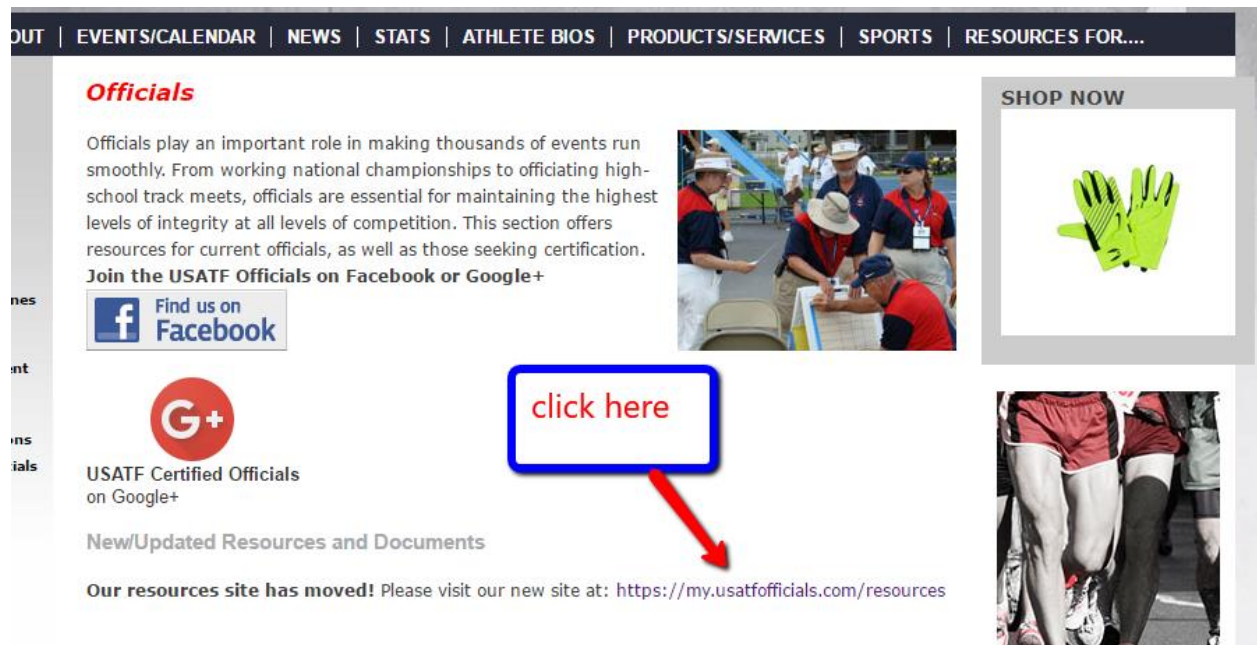 OUT | EVENTS/CALENDAR | NEWS | STATS | ATHLETE BIOS | PRODUCTS/SERVICES | SPORTS | RESOURCES FOR....
Officials
Officials play an important role in making thousands of events run
smoothly. From working national championships to officiating high-
school track meets, officials are essential for maintaining the highest
levels of integrity at all levels of competition. This section offers
resources for current officials, as well as those seeking certification.
Join the USATF Officials on Facebook or Google+
Find us on
Facebook
G+
USATF Certified Officials
on Google+
New/Updated Resources and Documents
Our resources site has moved! Please visit our new site at: https://my.usatfofficials.com/resources
click here
SHOP NOW
nes
ent
ons
ials